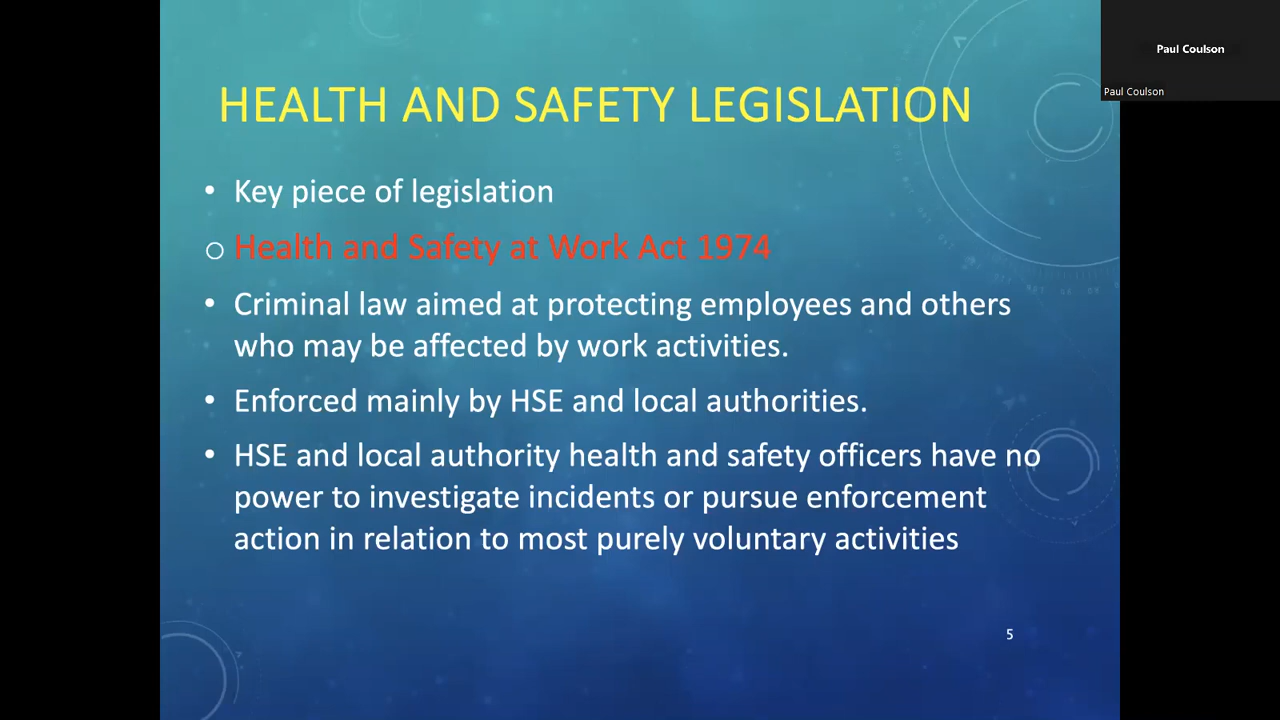 Paul Coulson
Paul Coulson
HEALTH AND SAFETY LEGISLATION
• Key piece of legislation
o Health and Safety at Work Act 1974
• Criminal law aimed at protecting employees and others
who may be affected by work activities.
• Enforced mainly by HSE and local authorities.
• HSE and local authority health and safety officers have no
power to investigate incidents or pursue enforcement
action in relation to most purely voluntary activities
5